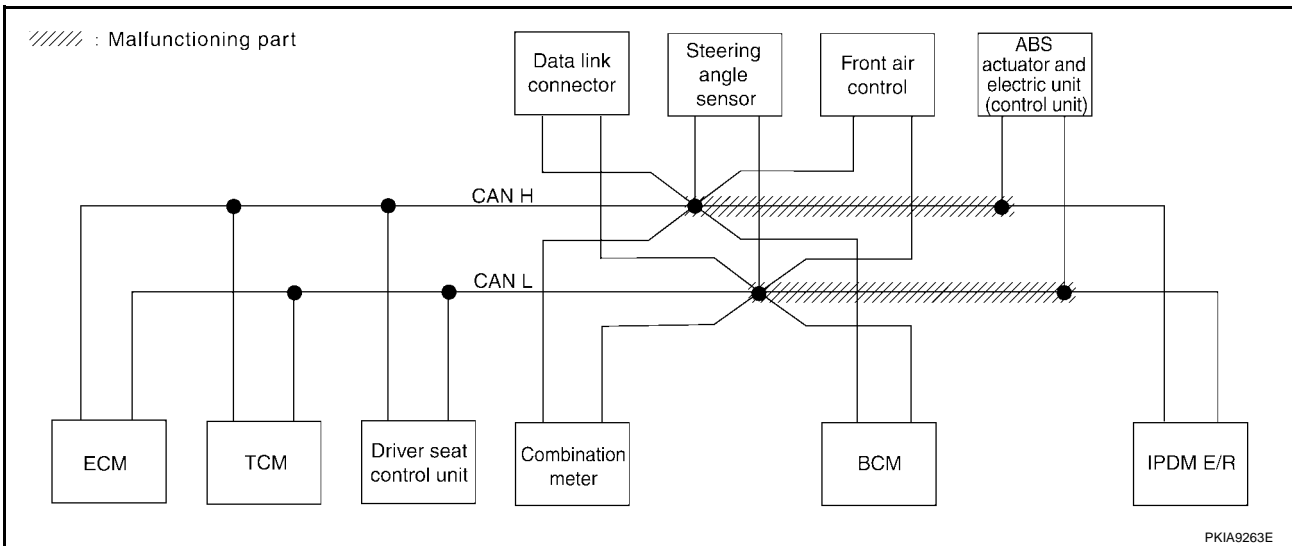 : Malfunctioning part
Data link
connector
Steering
angle
sensor
Front air
control
ABS
actuator and
electric unit
(control unit)
CAN H
CAN L
ECM
TCM
Driver seat
control unit
Combination
meter
BCM
IPDM E/R
PKIA9263E